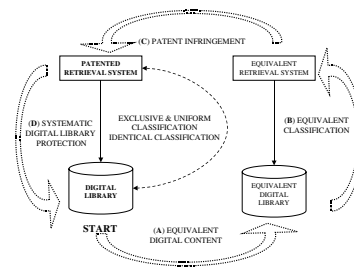 (C) PATENT INFRINGEMENT
PATENTED
RETRIEVAL SYSTEM
EQUIVALENT
RETRIEVAL SYSTEM
(D) SYSTEMATIC
DIGITAL LIBRARY
PROTECTION
EXCLUSIVE & UNIFORM
CLASSIFICATION
IDENTICAL CLASSIFICATION
(B) EQUIVALENT
CLASSIFICATION
DIGITAL
LIBRARY
EQUIVALENT
DIGITAL
LIBRARY
START
(A) EQUIVALENT
DIGITAL CONTENT